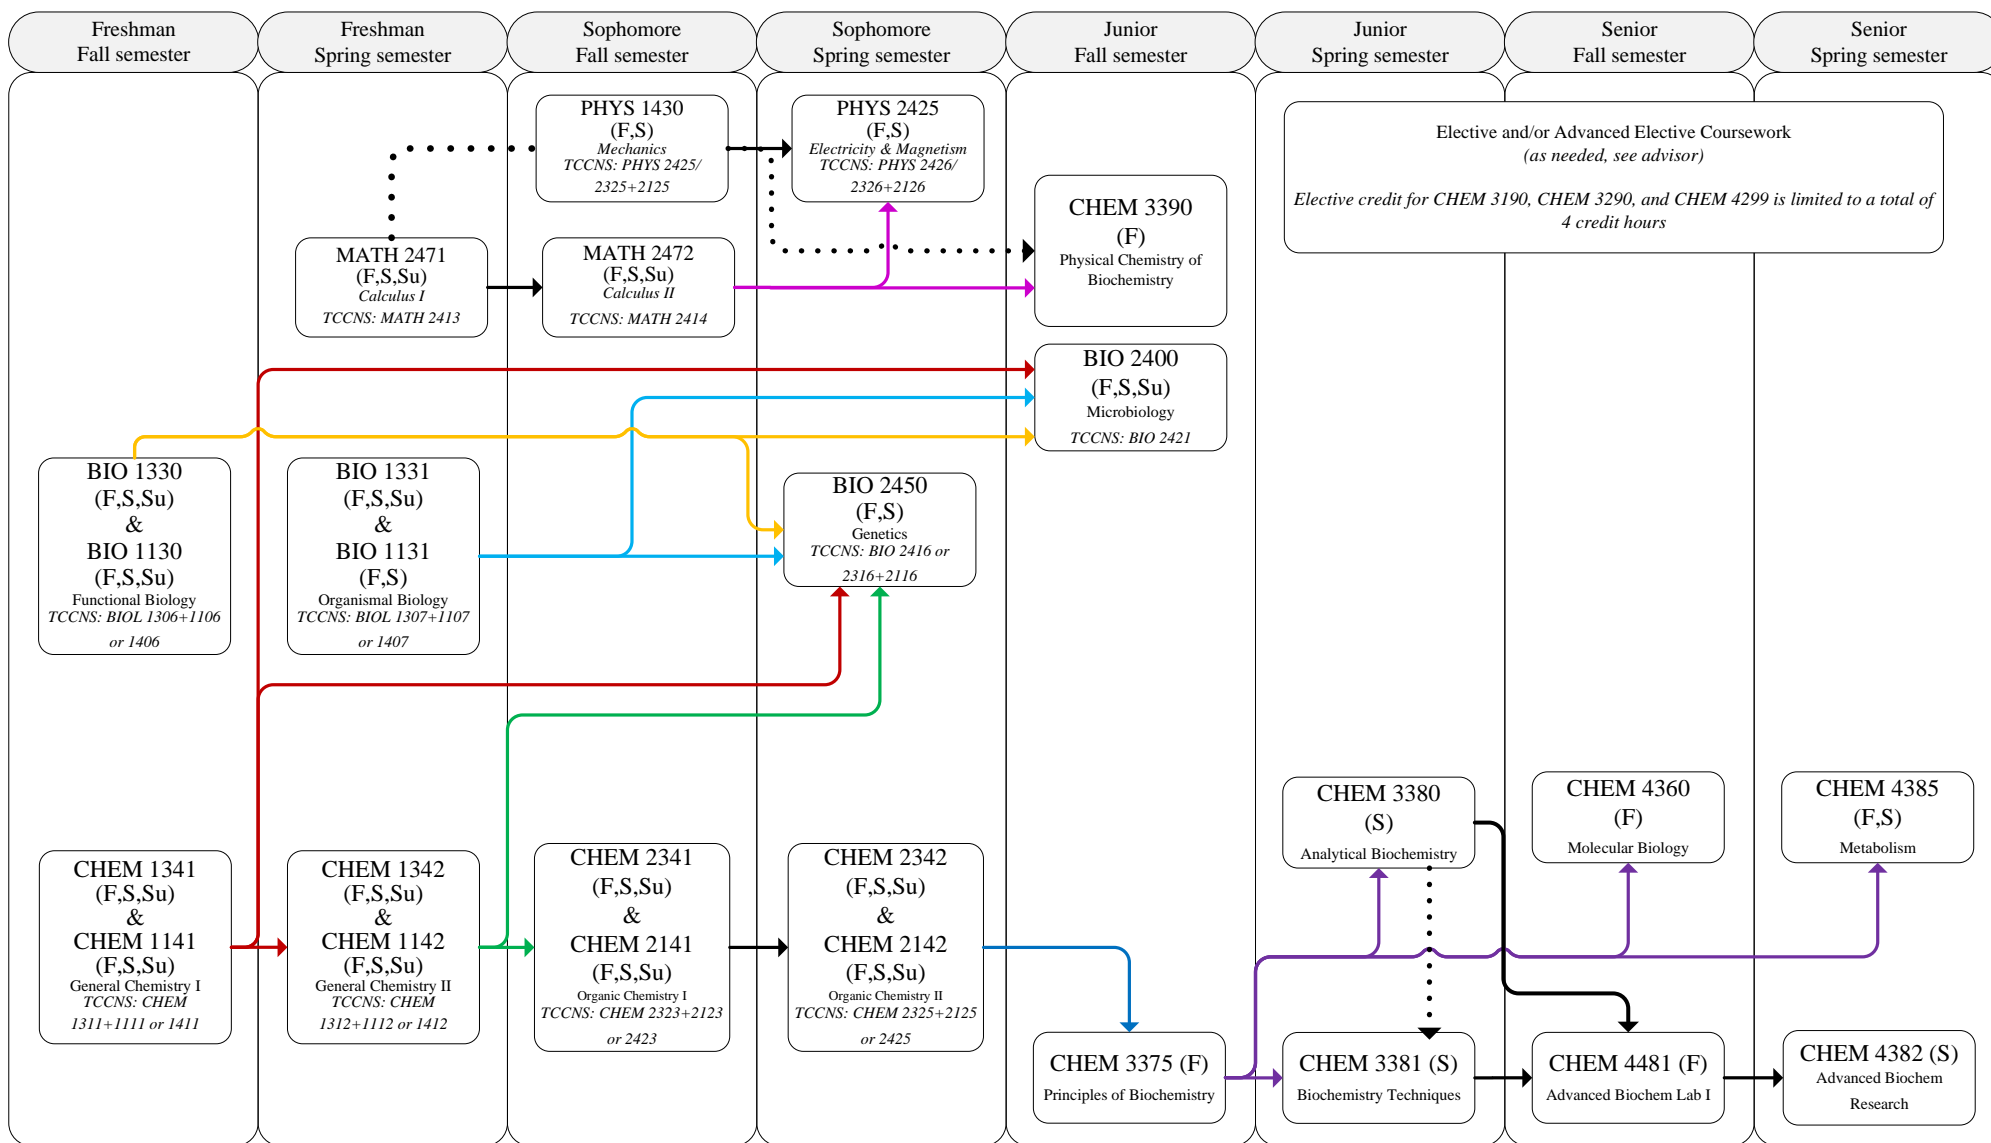 Freshman
Fall semester
Freshman
Spring semester
Sophomore
Fall semester
Sophomore
Spring semester
Junior
Fall semester
Junior
Spring semester
Senior
Fall semester
Senior
Spring semester
PHYS 1430
(F,S)
Mechanics
TCCNS: PHYS 2425/
2325+2125
PHYS 2425
(F,S)
Electricity & Magnetism
TCCNS: PHYS 2426/
2326+2126
Elective and/or Advanced Elective Coursework
(as needed, see advisor)
Elective credit for CHEM 3190, CHEM 3290, and CHEM 4299 is limited to a total of
4 credit hours
MATH 2471
(F,S,Su)
Calculus I
TCCNS: MATH 2413
MATH 2472
(F,S,Su)
Calculus II
TCCNS: MATH 2414
CHEM 3390
(F)
Physical Chemistry of
Biochemistry
BIO 2400
(F,S,Su)
Microbiology
TCCNS: BIO 2421
BIO 1330
(F,S,Su)
&
BIO 1130
(F,S,Su)
Functional Biology
TCCNS: BIOL 1306+1106
or 1406
BIO 1331
(F,S,Su)
&
BIO 1131
(F,S)
Organismal Biology
TCCNS: BIOL 1307+1107
or 1407
BIO 2450
(F,S)
Genetics
TCCNS: BIO 2416 or
2316+2116
CHEM 1341
(F,S,Su)
&
CHEM 1141
(F,S,Su)
General Chemistry I
TCCNS: CHEM
1311+1111 or 1411
CHEM 1342
(F,S,Su)
&
CHEM 1142
(F,S,Su)
General Chemistry II
TCCNS: CHEM
1312+1112 or 1412
CHEM 2341
(F,S,Su)
&
CHEM 2141
(F,S,Su)
Organic Chemistry I
TCCNS: CHEM 2323+2123
or 2423
CHEM 2342
(F,S,Su)
&
CHEM 2142
(F,S,Su)
Organic Chemistry II
TCCNS: CHEM 2325+2125
or 2425
CHEM 3380
(S)
Analytical Biochemistry
CHEM 4360
(F)
Molecular Biology
CHEM 4385
(F,S)
Metabolism
CHEM 3375 (F)
Principles of Biochemistry
CHEM 3381 (S)
Biochemistry Techniques
CHEM 4481 (F)
Advanced Biochem Lab I
CHEM 4382 (S)
Advanced Biochem
Research